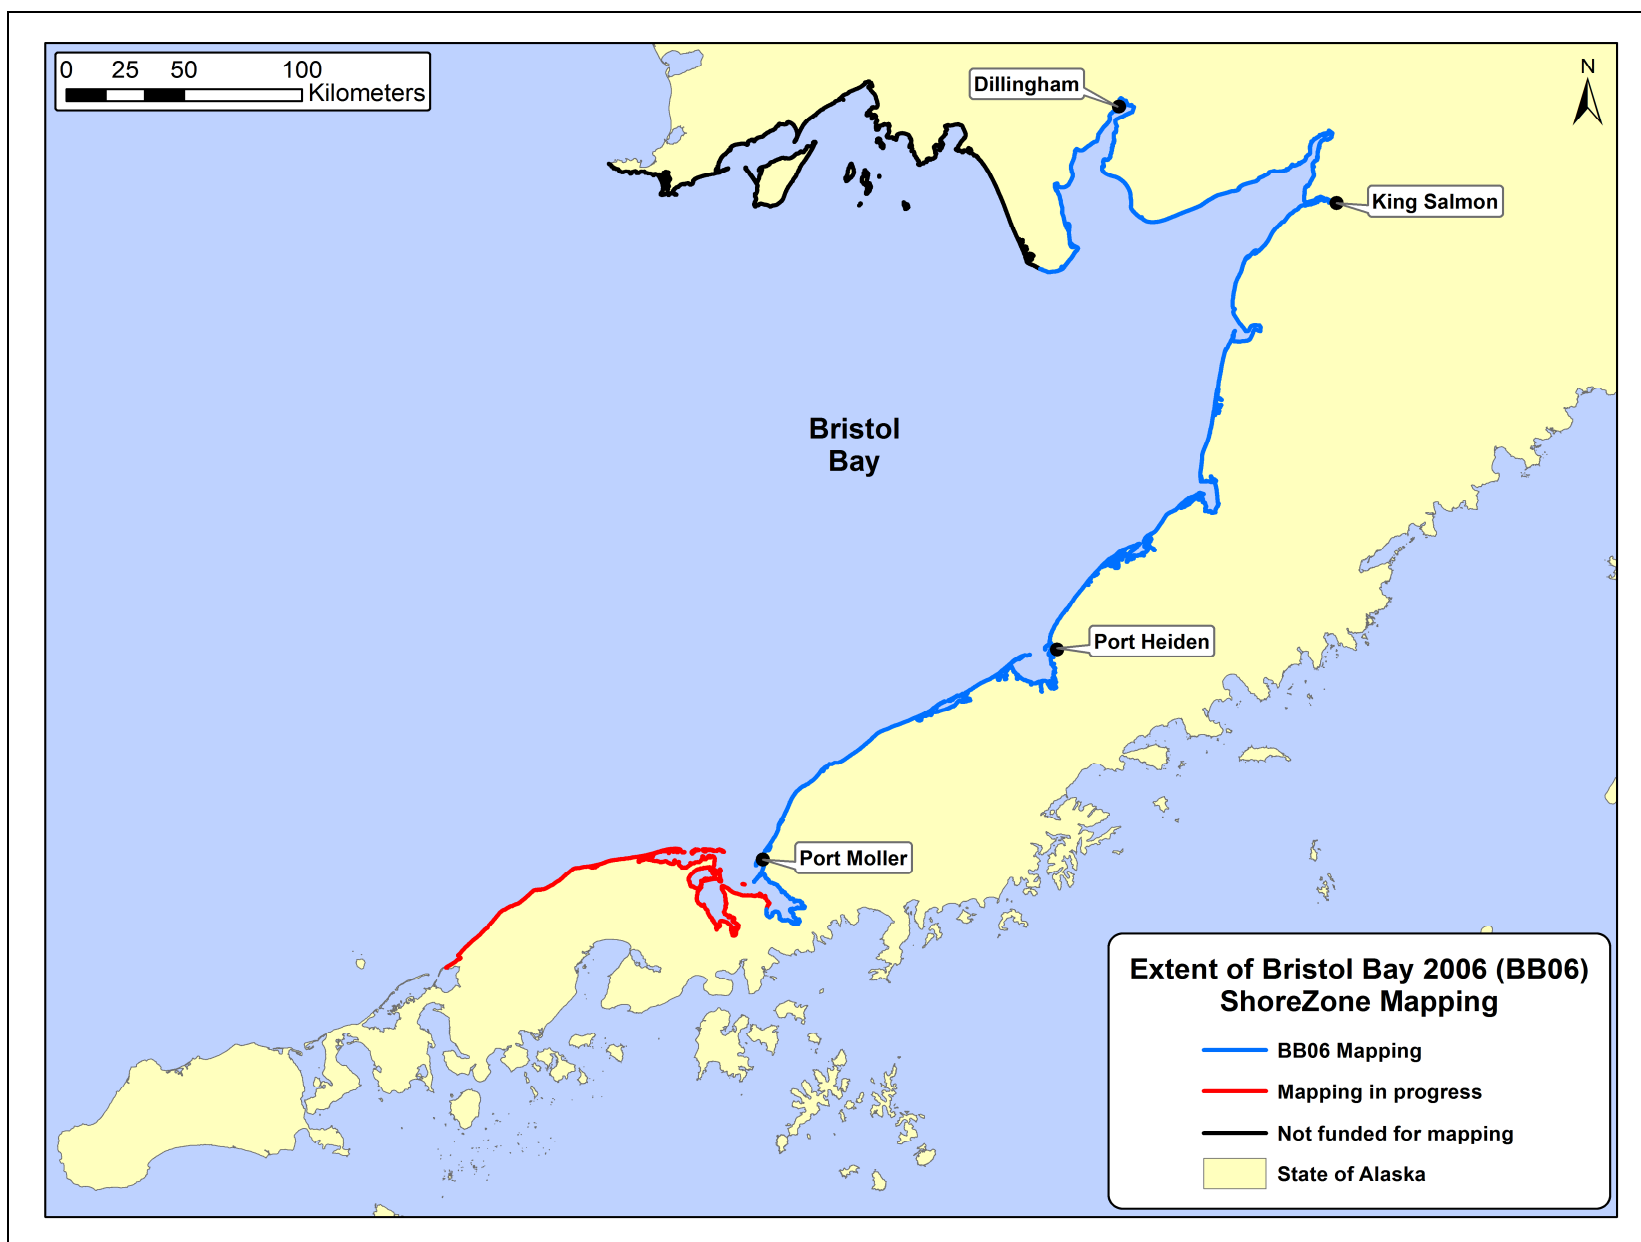 0 25 50 100
Kilometers
N
Dillingham
King Salmon
Bristol
Bay
Port Heiden
Port Moller
Extent of Bristol Bay 2006 (BB06)
ShoreZone Mapping
BB06 Mapping
Mapping in progress
Not funded for mapping
State of Alaska